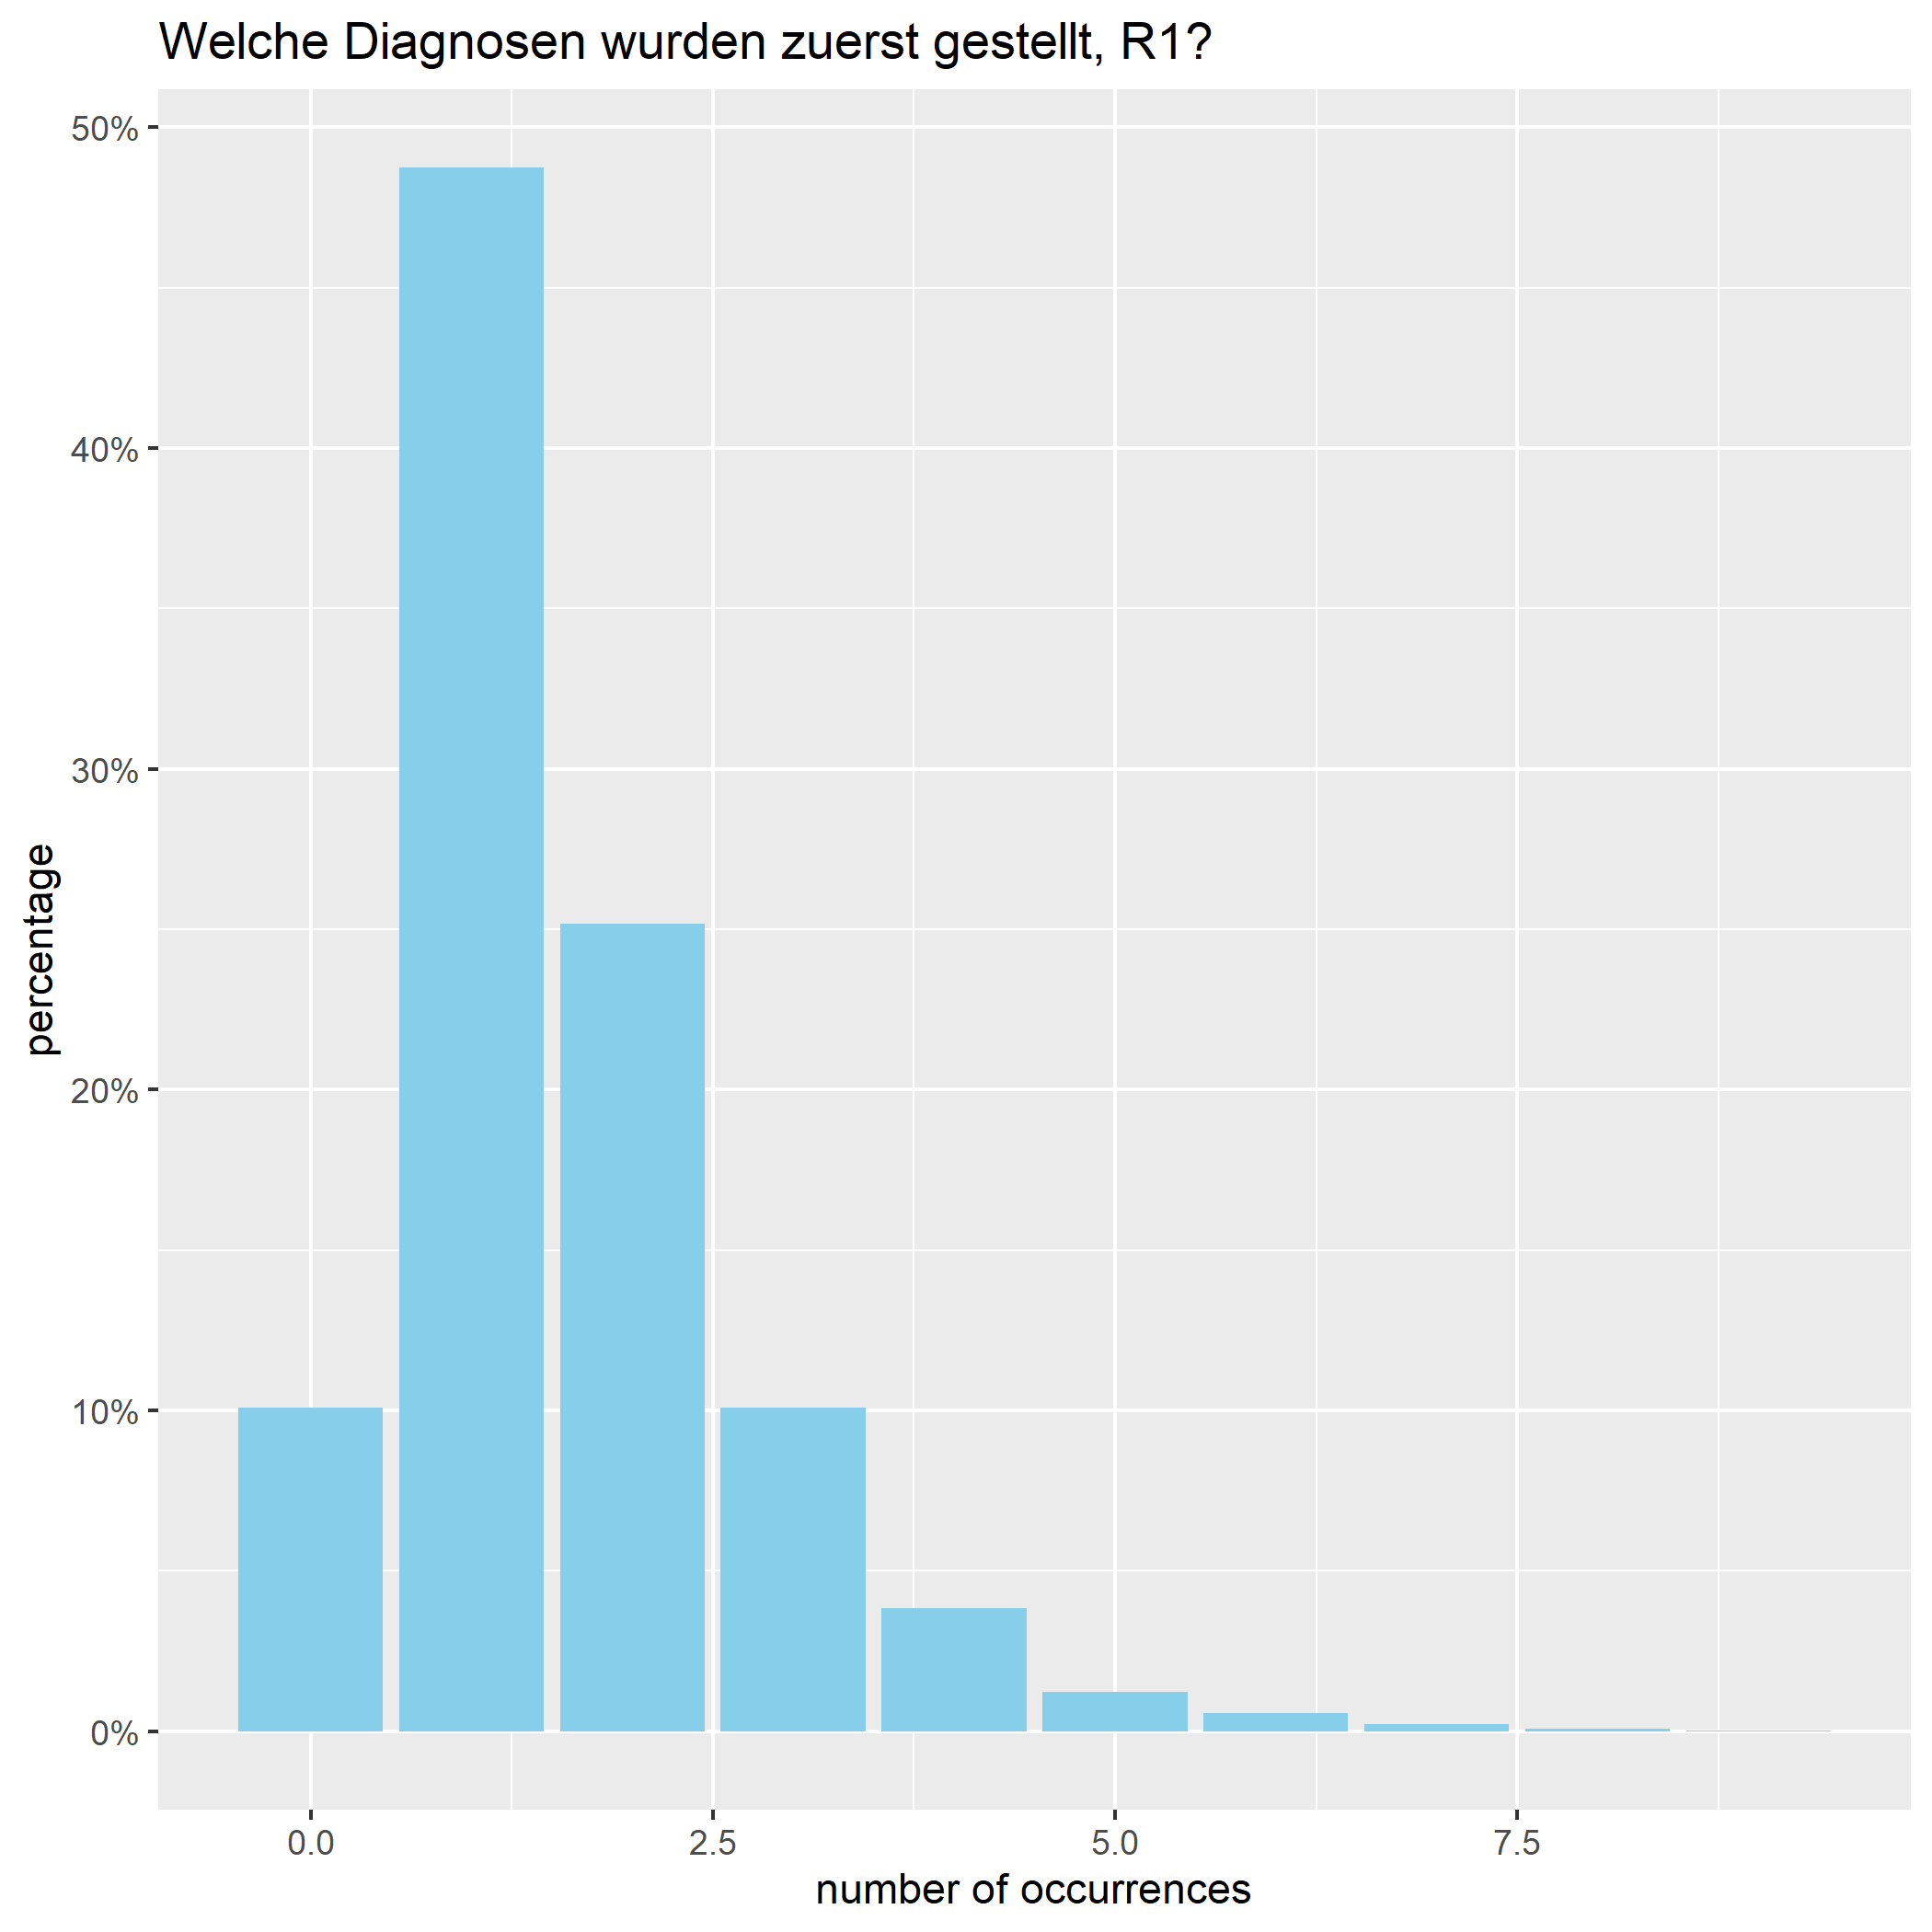 Welche Diagnosen wurden zuerst gestellt, R1?
50%
40%
30%
20%
10%
0%
percentage
0.0 2.5 5.0 7.5
number of occurrences